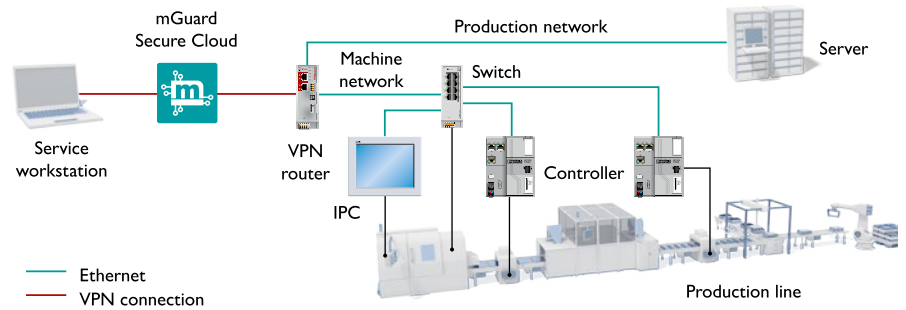 mGuard
Secure Cloud
Production network
Server
Machine
network
Switch
m
Service
workstation
VPN
router
IPC
Controller
Ethernet
VPN connection
Production line